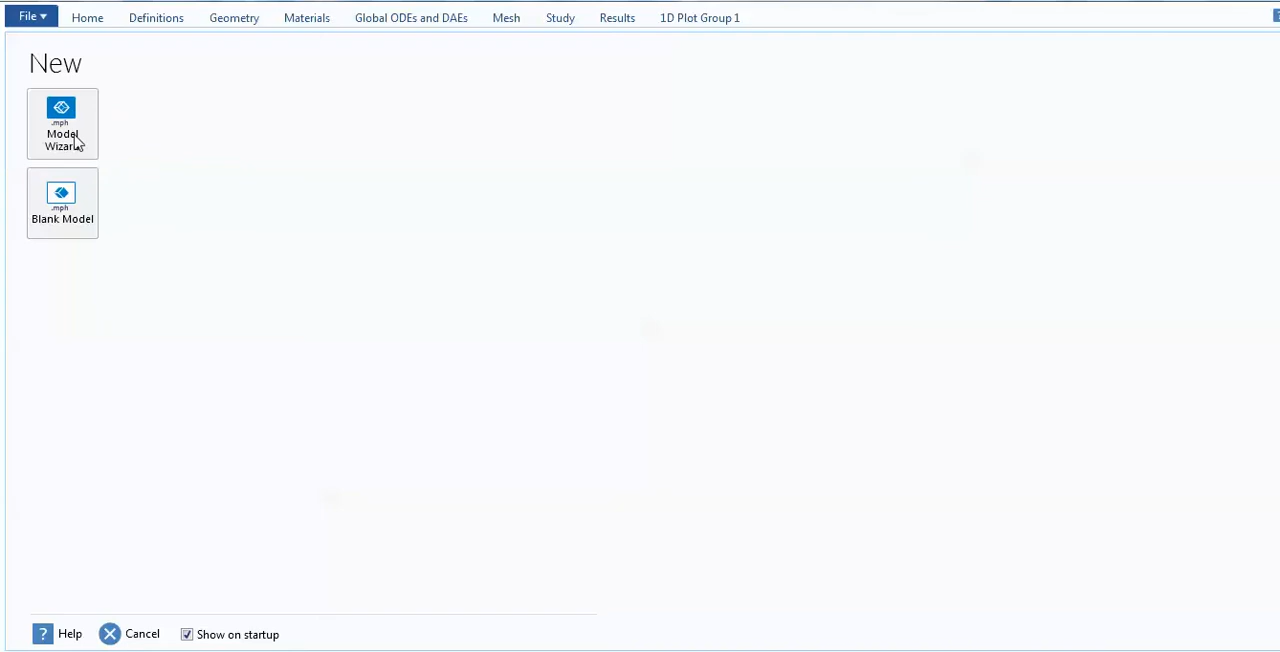 File Home Definitions Geometry Materials Global ODEs and DAEs Mesh Study Results 1D Plot Group 1 ?
New
.mph
Model
Wizard
.mph
Blank Model
? Help Cancel Show on startup